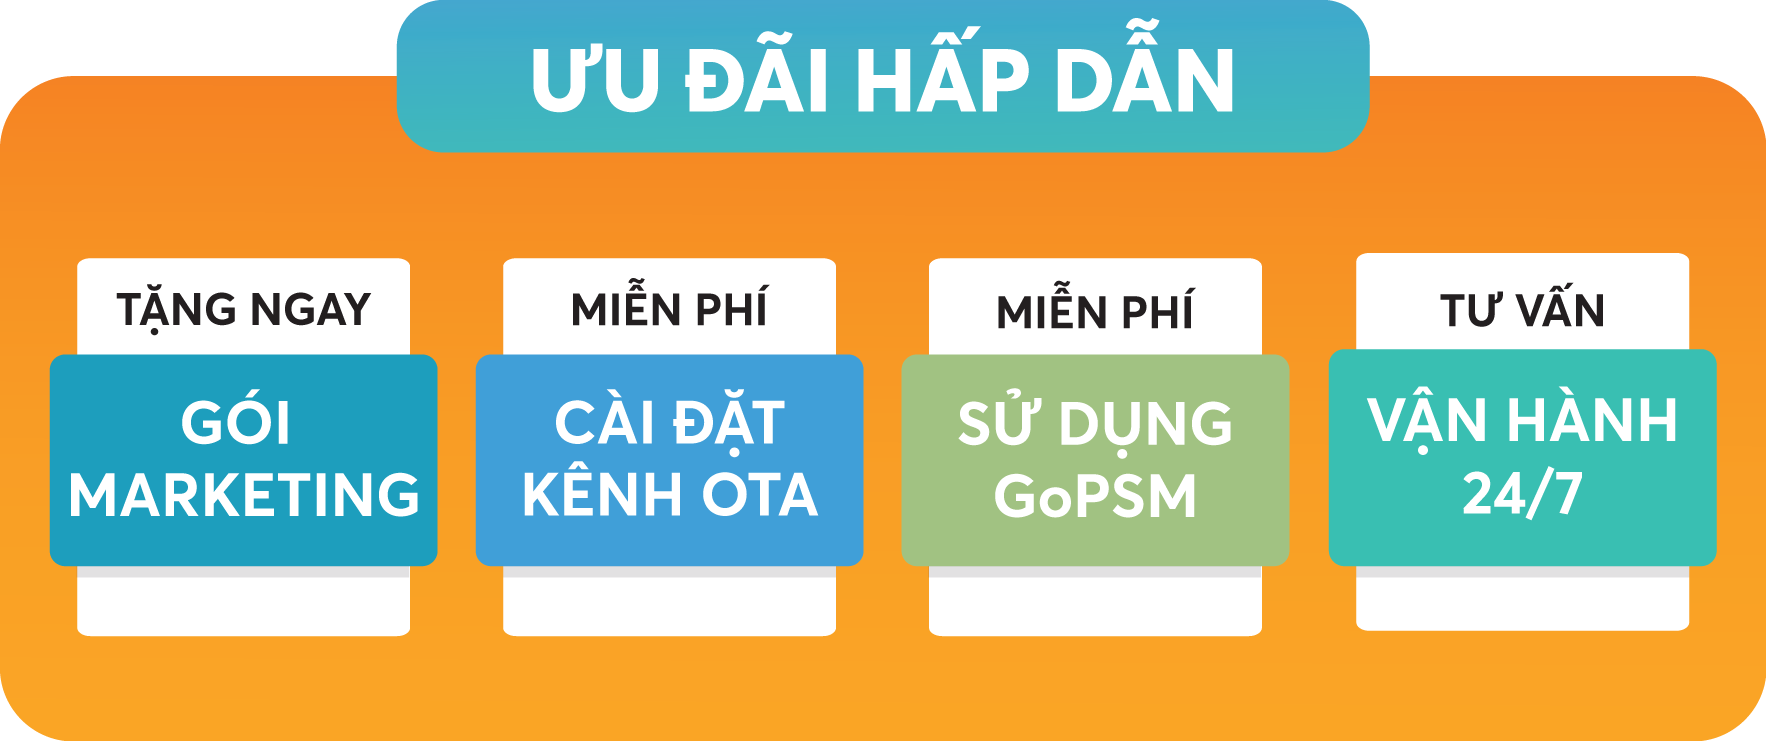 ƯU ĐÃI HẤP DẪN
TẶNG NGAY
GÓI
MARKETING
MIỄN PHÍ
CÀI ĐẶT
KÊNH OTA
MIỄN PHÍ
SỬ DỤNG
GoPSM
TƯ VẤN
VẬN HÀNH
24/7